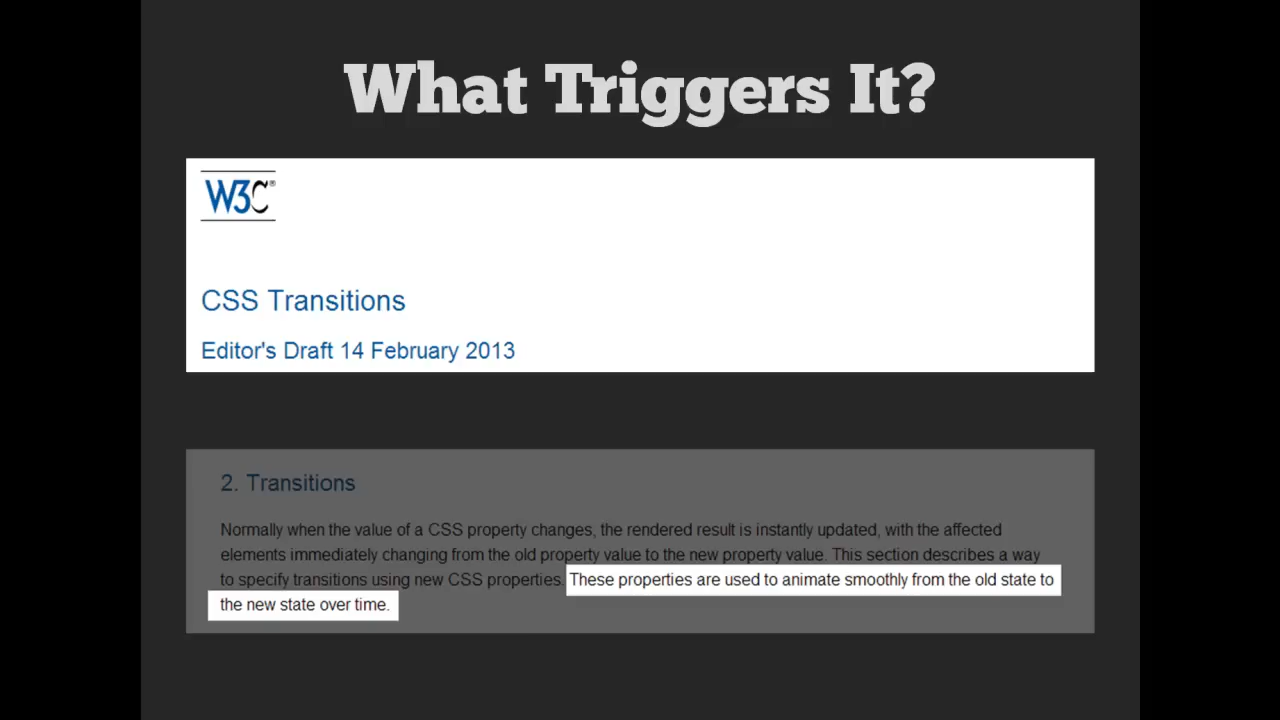 What Triggers It?
W3C®
CSS Transitions
Editor's Draft 14 February 2013
2. Transitions
Normally when the value of a CSS property changes, the rendered result is instantly updated, with the affected
elements immediately changing from the old property value to the new property value. This section describes a way
to specify transitions using new CSS properties. These properties are used to animate smoothly from the old state to
the new state over time.